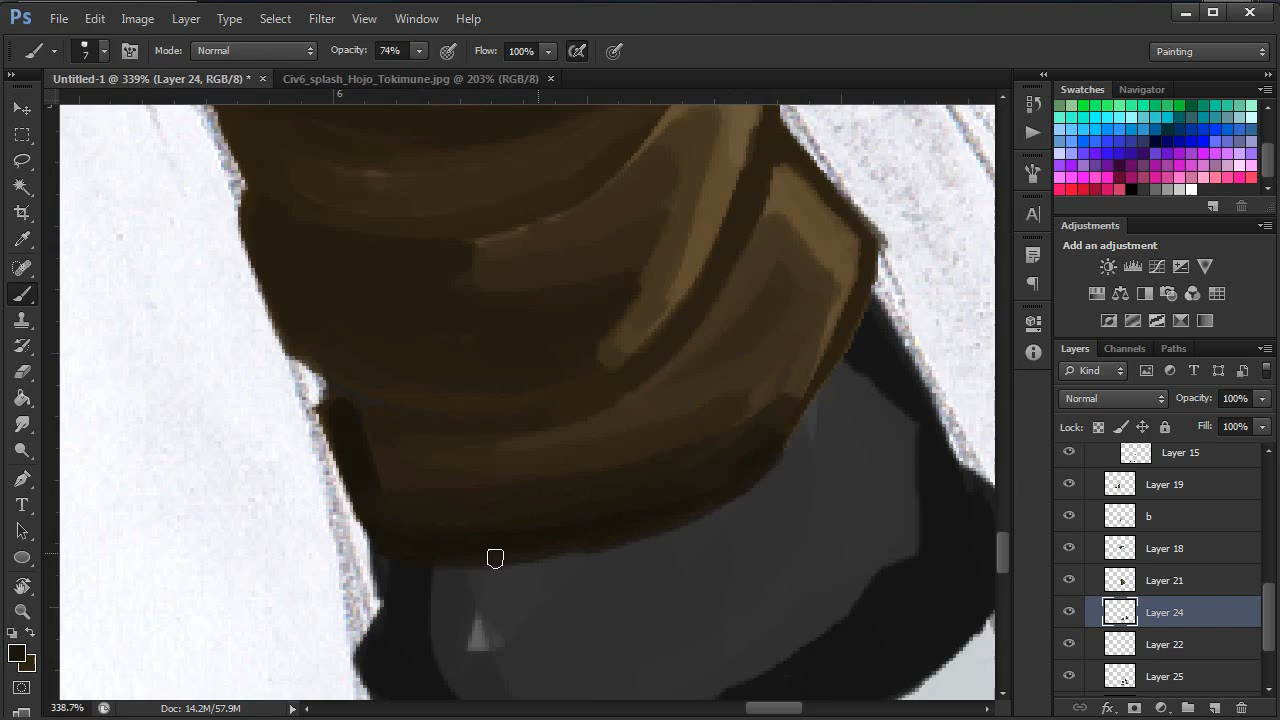 Ps File Edit Image Layer Type Select Filter View Window Help
7 Mode: Normal Opacity: 74% Flow: 100% Painting
Untitled-1 @ 339% (Layer 24, RGB/8) * × Civ6_splash_Hojo_Tokimune.jpg @ 203% (RGB/8) ×
6
Swatches Navigator
Adjustments
Add an adjustment
Layers Channels Paths
Kind
Normal Opacity: 100%
Lock: Fill: 100%
Layer 15
Layer 19
b
Layer 18
Layer 21
Layer 24
Layer 22
Layer 25
338.7% Doc: 14.2M/57.9M